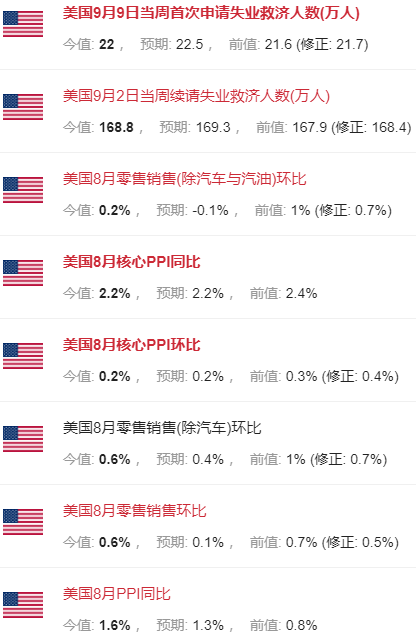 美国9月9日当周首次申请失业救济人数(万人)
今值: 22 ， 预期: 22.5 ， 前值: 21.6 (修正: 21.7)
美国9月2日当周续请失业救济人数(万人)
今值: 168.8 ， 预期: 169.3 ， 前值: 167.9 (修正: 168.4)
美国8月零售销售(除汽车与汽油)环比
今值: 0.2% ， 预期: -0.1% ， 前值: 1% (修正: 0.7%)
美国8月核心PPI同比
今值: 2.2% ， 预期: 2.2% ， 前值: 2.4%
美国8月核心PPI环比
今值: 0.2% ， 预期: 0.2% ， 前值: 0.3% (修正: 0.4%)
美国8月零售销售(除汽车)环比
今值: 0.6% ， 预期: 0.4% ， 前值: 1% (修正: 0.7%)
美国8月零售销售环比
今值: 0.6% ， 预期: 0.1% ， 前值: 0.7% (修正: 0.5%)
美国8月PPI同比
今值: 1.6% ， 预期: 1.3% ， 前值: 0.8%